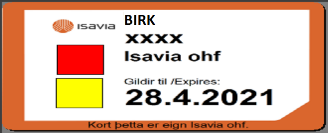 isavia BIRK
xxxx
Isavia ohf
Gildir til /Expires:
28.4.2021
Kort þetta er eign Isavia ohf.